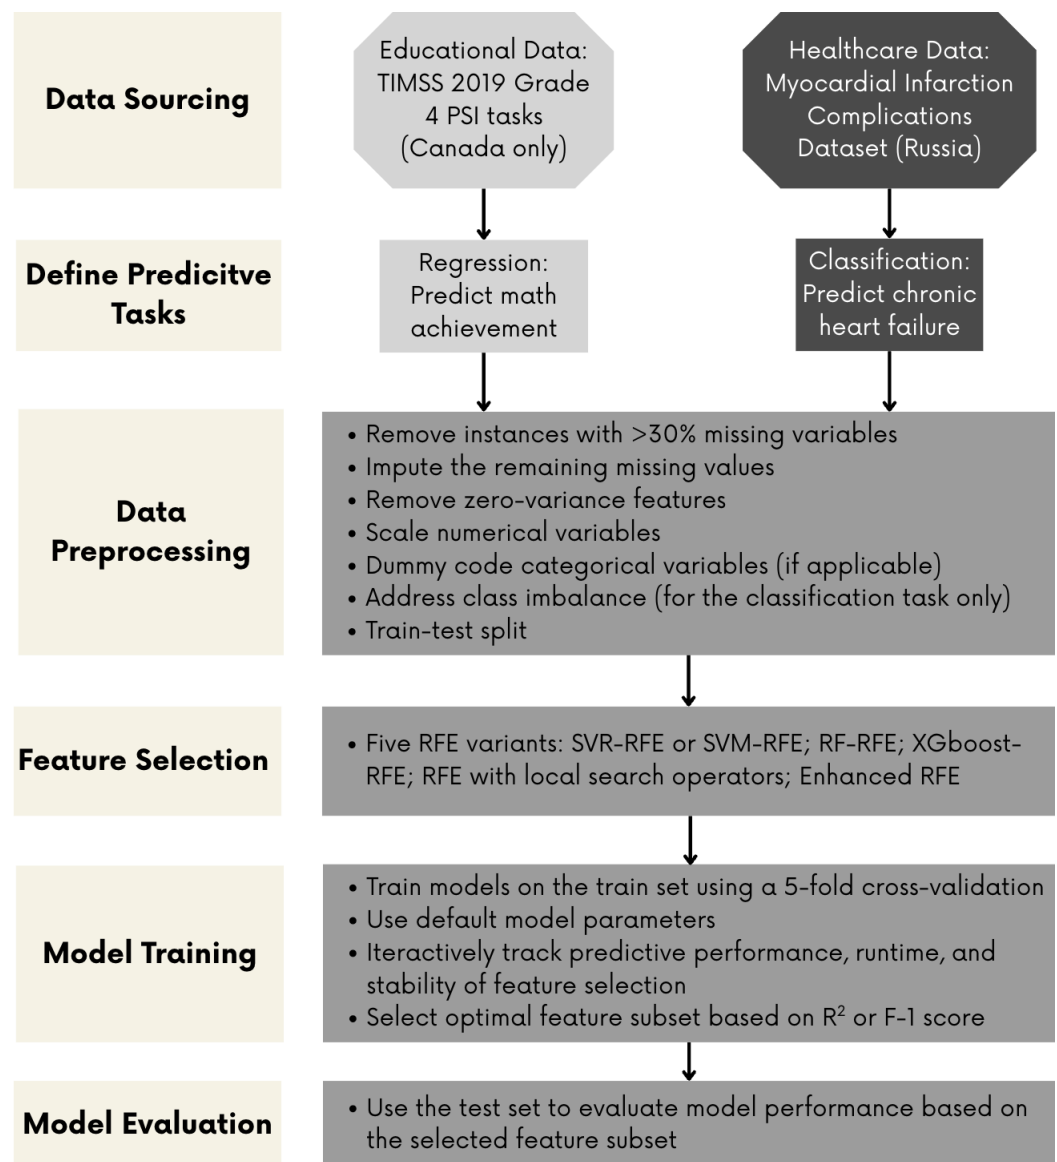 Data Sourcing
Educational Data:
TIMSS 2019 Grade
4 PSI tasks
(Canada only)
Healthcare Data:
Myocardial Infarction
Complications
Dataset (Russia)
Define Predicitve
Tasks
Regression:
Predict math
achievement
Classification:
Predict chronic
heart failure
Data
Preprocessing
• Remove instances with >30% missing variables
• Impute the remaining missing values
• Remove zero-variance features
• Scale numerical variables
• Dummy code categorical variables (if applicable)
• Address class imbalance (for the classification task only)
• Train-test split
Feature Selection
• Five RFE variants: SVR-RFE or SVM-RFE; RF-RFE; XGboost-
RFE; RFE with local search operators; Enhanced RFE
Model Training
• Train models on the train set using a 5-fold cross-validation
• Use default model parameters
• Iteractively track predictive performance, runtime, and
stability of feature selection
• Select optimal feature subset based on R² or F-1 score
Model Evaluation
• Use the test set to evaluate model performance based on
the selected feature subset